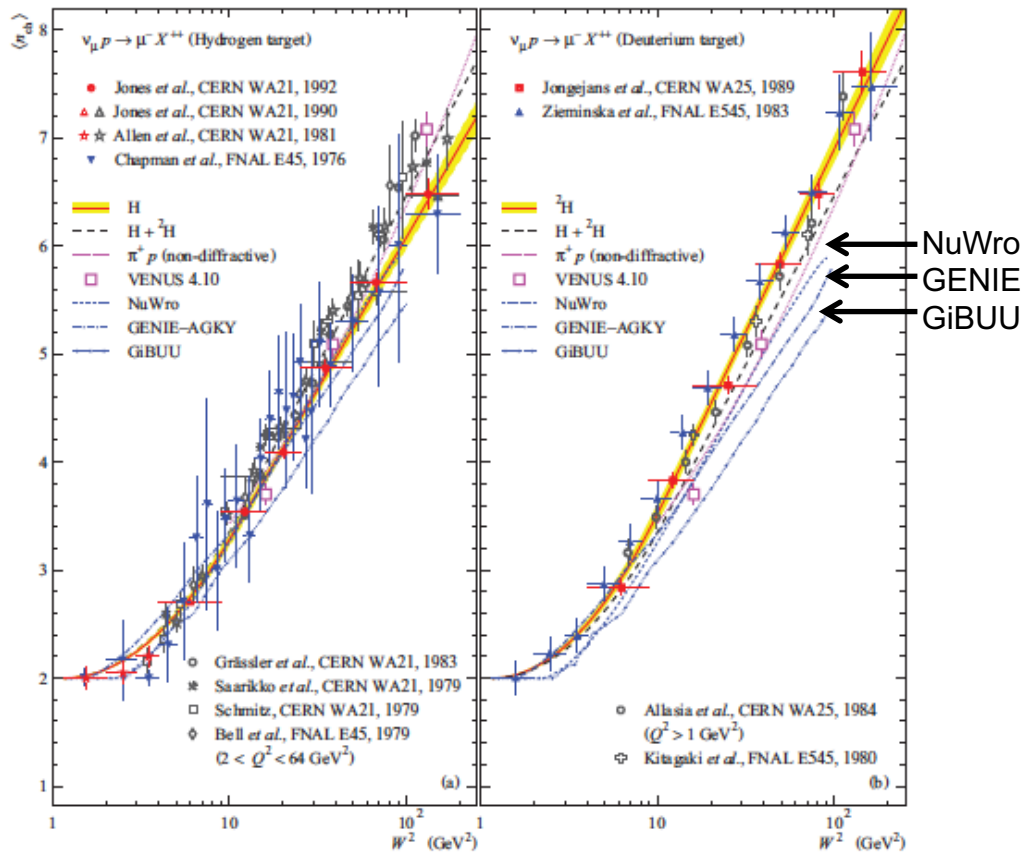 ⟨n_ch⟩
8
7
6
5
4
3
2
1
ν_μ p → μ⁻ X⁺⁺ (Hydrogen target)
Jones et al., CERN WA21, 1992
Jones et al., CERN WA21, 1990
Allen et al., CERN WA21, 1981
Chapman et al., FNAL E45, 1976
H
H + ²H
π⁺ p (non-diffractive)
VENUS 4.10
NuWro
GENIE–AGKY
GiBUU
Grässler et al., CERN WA21, 1983
Saarikko et al., CERN WA21, 1979
Schmitz, CERN WA21, 1979
Bell et al., FNAL E45, 1979
(2 < Q² < 64 GeV²)
(a)
1 10 10²
W² (GeV²)
ν_μ p → μ⁻ X⁺⁺ (Deuterium target)
Jongejans et al., CERN WA25, 1989
Zieminska et al., FNAL E545, 1983
²H
H + ²H
π⁺ p (non-diffractive)
VENUS 4.10
NuWro
GENIE–AGKY
GiBUU
Allasia et al., CERN WA25, 1984
(Q² > 1 GeV²)
Kitagaki et al., FNAL E545, 1980
(b)
1 10 10²
W² (GeV²)
NuWro
GENIE
GiBUU